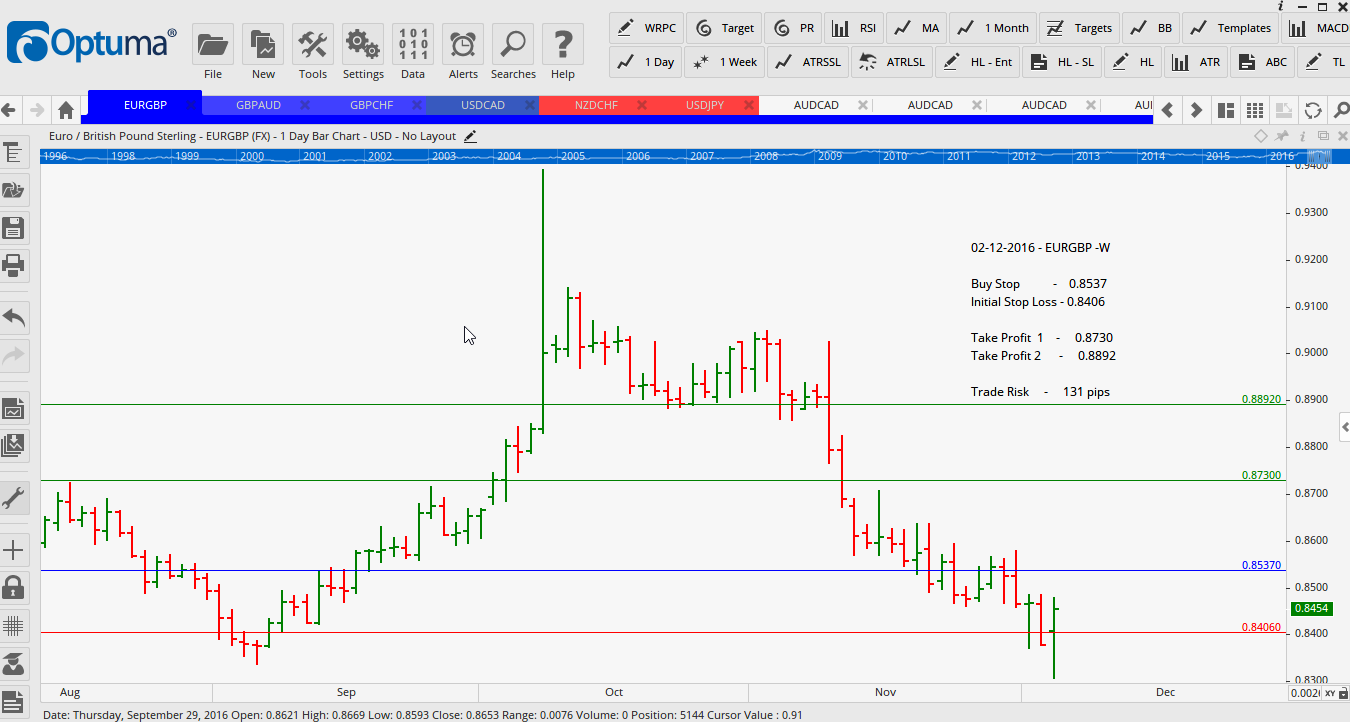 i
Optuma®
File New Tools Settings Data Alerts Searches Help
WRPC Target PR RSI MA 1 Month Targets BB Templates MACD
1 Day 1 Week ATRSSL ATRLSL HL - Ent HL - SL HL ATR ABC TL
EURGBP GBPAUD GBPCHF USDCAD NZDCHF USDJPY AUDCAD AUDCAD AUDCAD AUI
Euro / British Pound Sterling - EURGBP (FX) - 1 Day Bar Chart - USD - No Layout
1996 1998 1999 2000 2001 2002 2003 2004 2005 2006 2007 2008 2009 2010 2011 2012 2013 2014 2015 2016
0.9400
0.9300
02-12-2016 - EURGBP -W
0.9200
Buy Stop - 0.8537
Initial Stop Loss - 0.8406
0.9100
Take Profit 1 - 0.8730
Take Profit 2 - 0.8892
0.9000
Trade Risk - 131 pips
0.88920
0.8900
0.8800
0.87300
0.8700
0.8600
0.85370
0.8500
0.8454
0.84060
0.8400
0.8300
Aug Sep Oct Nov Dec
0.002( XY
Date: Thursday, September 29, 2016 Open: 0.8621 High: 0.8669 Low: 0.8593 Close: 0.8653 Range: 0.0076 Volume: 0 Position: 5144 Cursor Value : 0.91